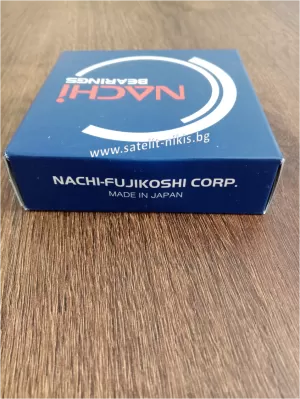 NACHi
BEARINGS
www.satelit-nikis.bg
NACHI-FUJIKOSHI CORP.
MADE IN JAPAN